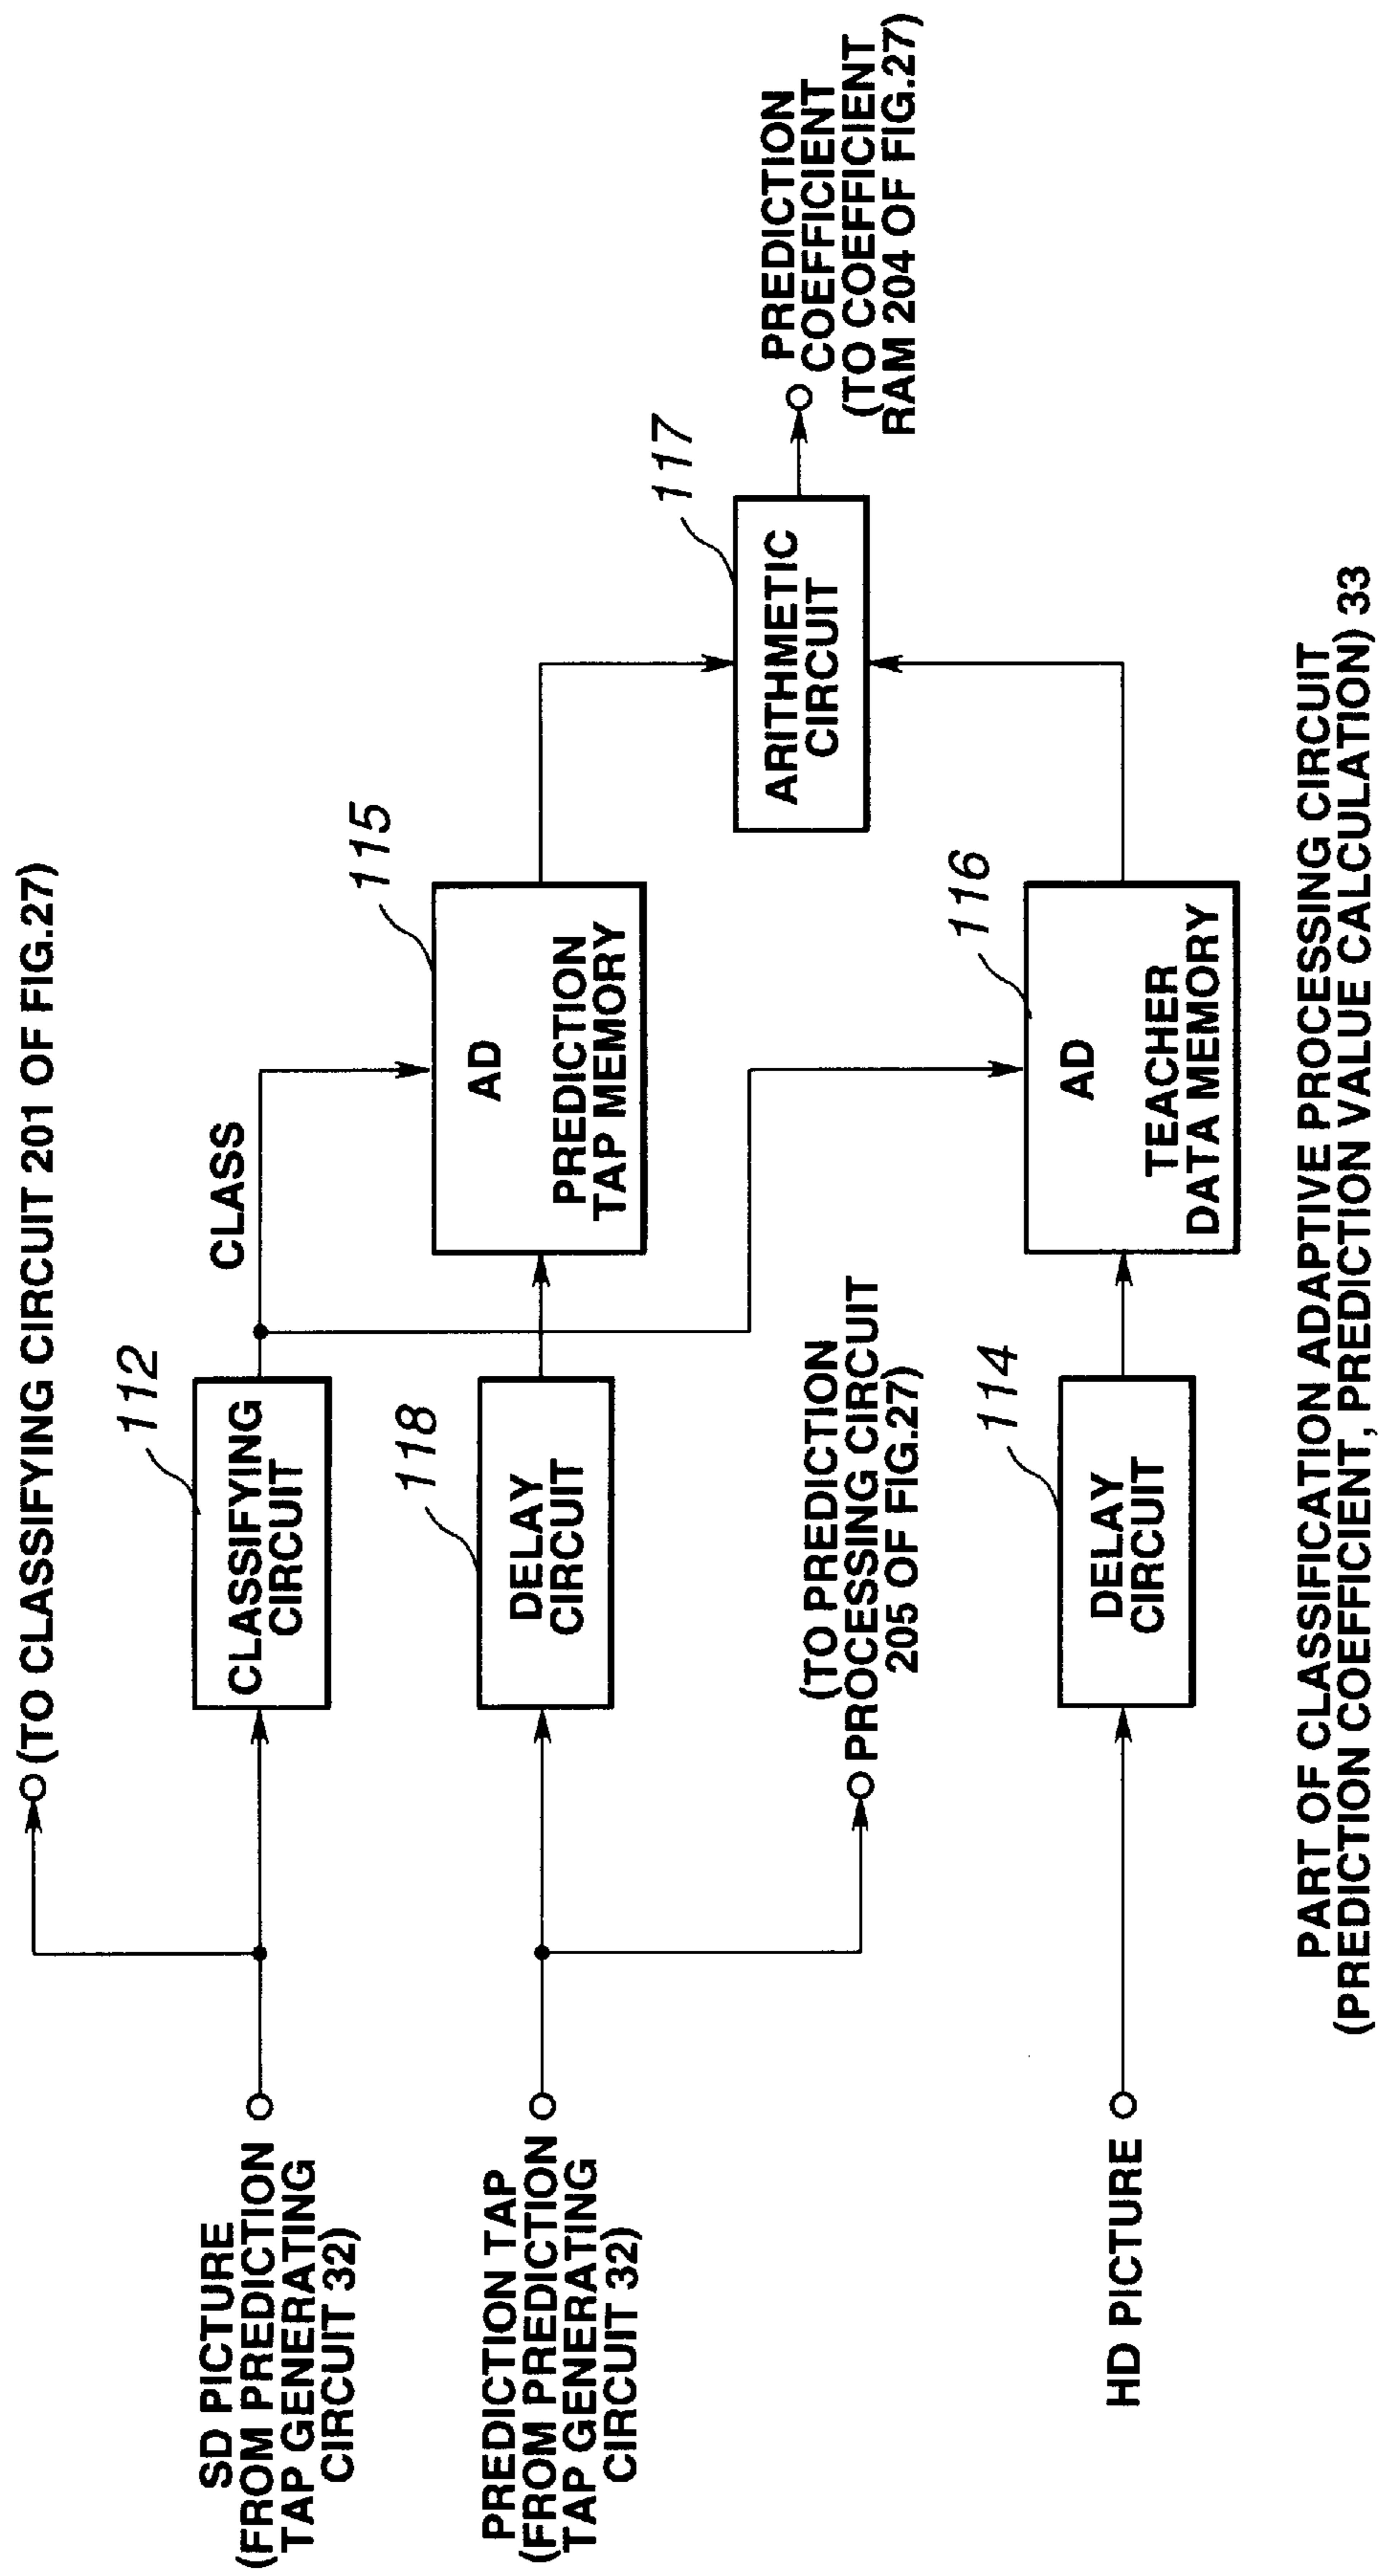 (TO CLASSIFYING CIRCUIT 201 OF FIG.27)
SD PICTURE
(FROM PREDICTION
TAP GENERATING
CIRCUIT 32)
112
CLASSIFYING
CIRCUIT
CLASS
PREDICTION TAP
(FROM PREDICTION
TAP GENERATING
CIRCUIT 32)
118
DELAY
CIRCUIT
115
AD
PREDICTION
TAP MEMORY
117
ARITHMETIC
CIRCUIT
PREDICTION
COEFFICIENT
(TO COEFFICIENT
RAM 204 OF FIG.27)
(TO PREDICTION
PROCESSING CIRCUIT
205 OF FIG.27)
HD PICTURE
114
DELAY
CIRCUIT
116
AD
TEACHER
DATA MEMORY
PART OF CLASSIFICATION ADAPTIVE PROCESSING CIRCUIT
(PREDICTION COEFFICIENT, PREDICTION VALUE CALCULATION) 33